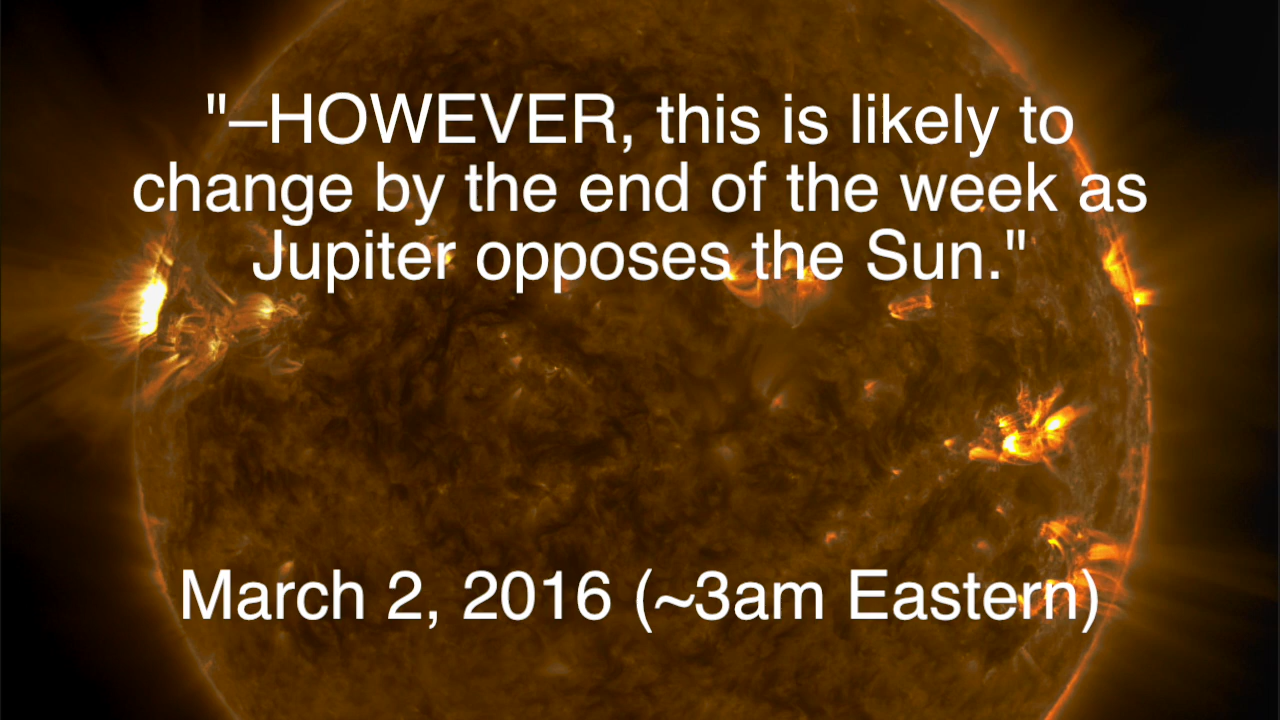 "–HOWEVER, this is likely to
change by the end of the week as
Jupiter opposes the Sun."
March 2, 2016 (~3am Eastern)